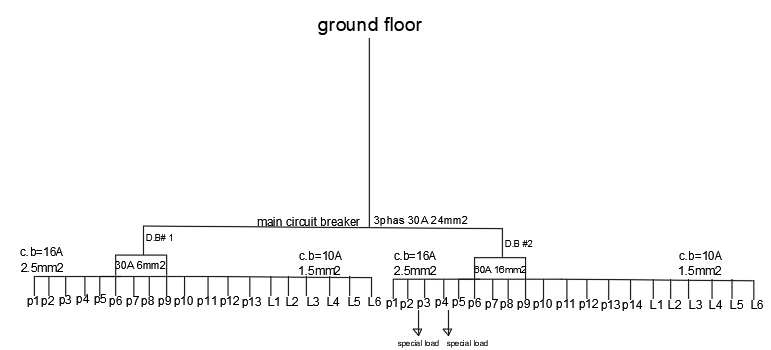 ground floor
main circuit breaker 3phas 30A 24mm2
D.B# 1 D.B #2
c.b=16A c.b=10A c.b=16A c.b=10A
2.5mm2 30A 6mm2 1.5mm2 2.5mm2 60A 16mm2 1.5mm2
p1 p2 p3 p4 p5 p6 p7 p8 p9 p10 p11 p12 p13 L1 L2 L3 L4 L5 L6 p1 p2 p3 p4 p5 p6 p7 p8 p9 p10 p11 p12 p13 p14 L1 L2 L3 L4 L5 L6
special load special load